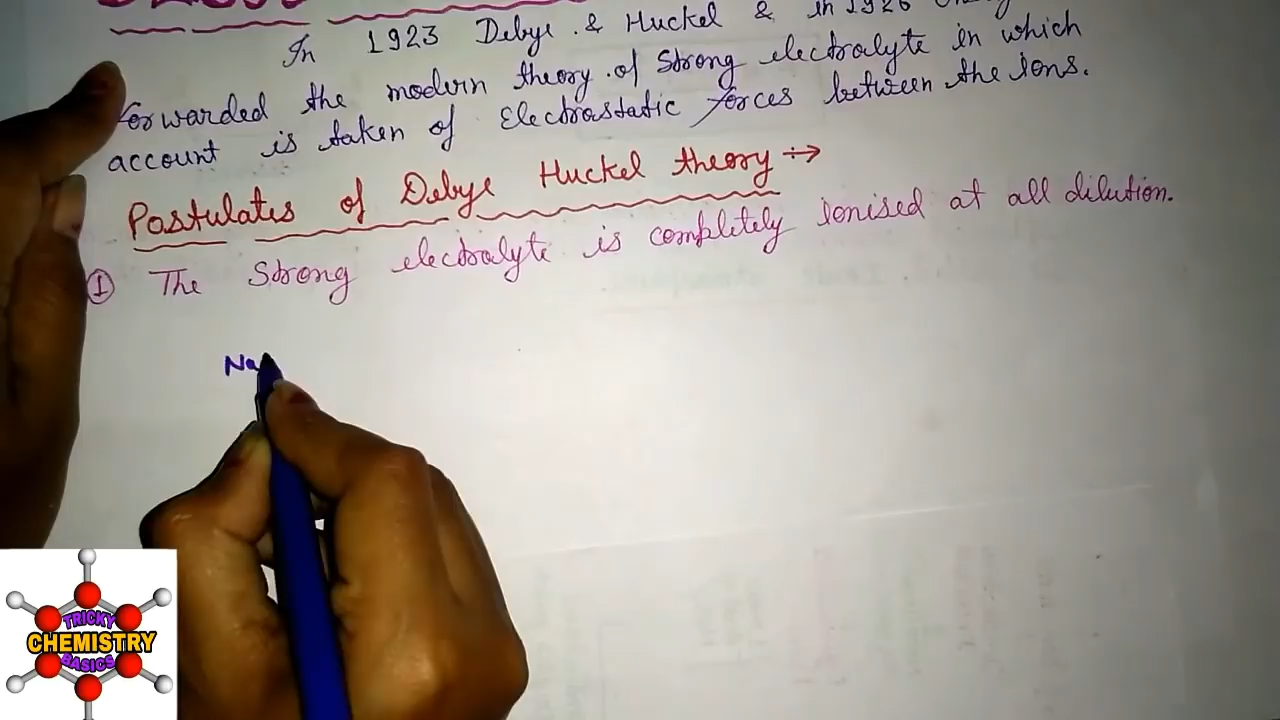 In 1923 Debye & Huckel & in 1926
forwarded the modern theory of strong electrolyte in which
account is taken of Electrostatic forces between the ions.
Postulates of Debye Huckel theory
① The Strong electrolyte is completely ionised at all dilution.
Na
TRICKY
CHEMISTRY
BASICS